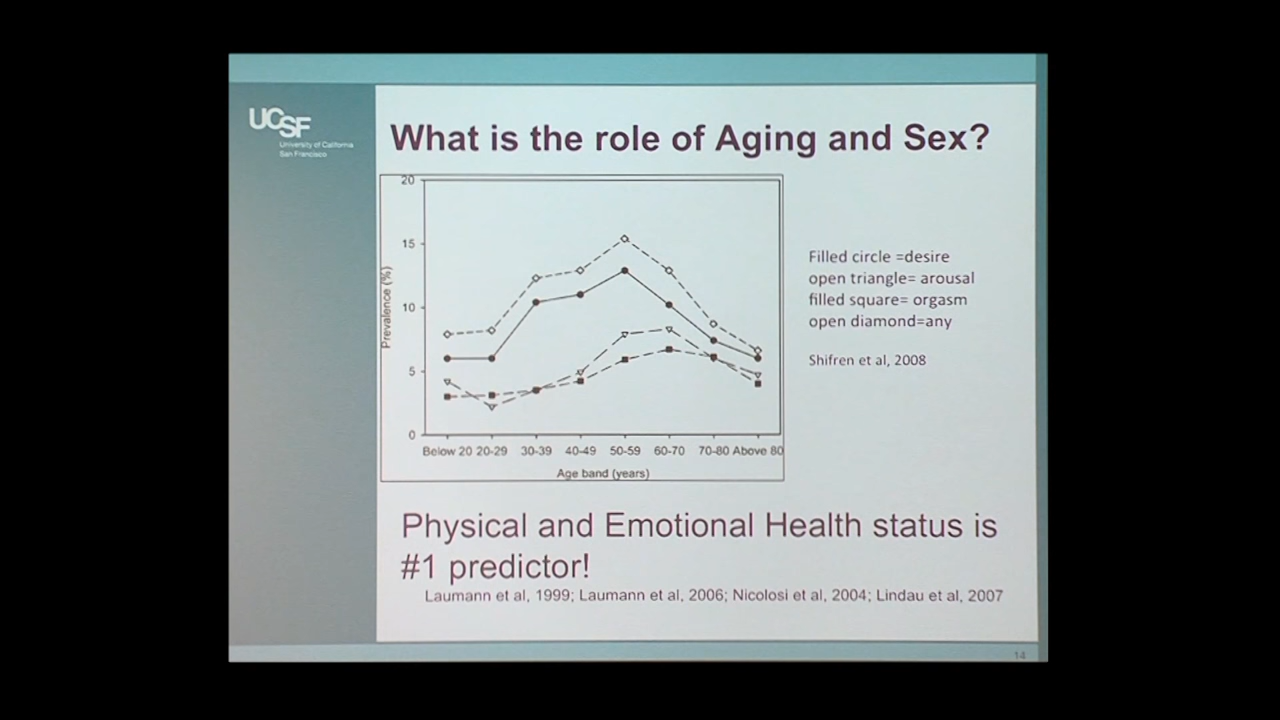 UCSF
University of California
San Francisco
What is the role of Aging and Sex?
20
15
10
5
0
Prevalence (%)
Below 20 20-29 30-39 40-49 50-59 60-70 70-80 Above 80
Age band (years)
Filled circle =desire
open triangle= arousal
filled square= orgasm
open diamond=any
Shifren et al, 2008
Physical and Emotional Health status is
#1 predictor!
Laumann et al, 1999; Laumann et al, 2006; Nicolosi et al, 2004; Lindau et al, 2007
14